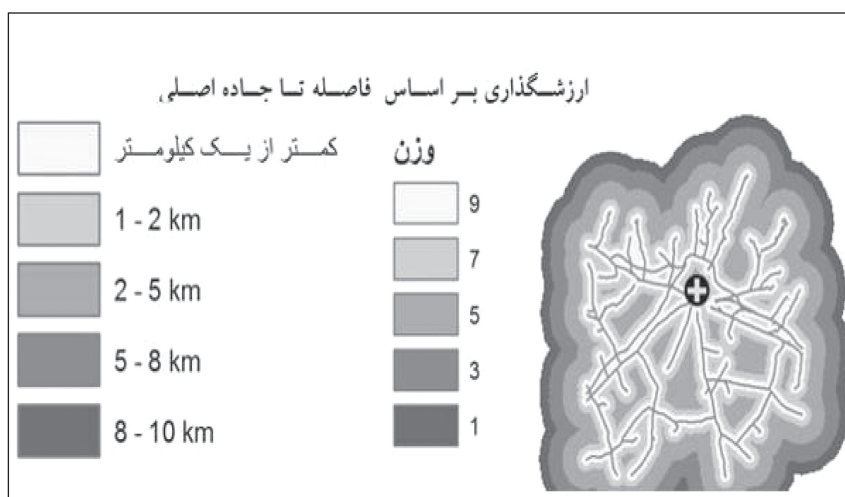 ارزشگذاری بر اساس فاصله تا جاده اصلی
کمتر از یک کیلومتر
1 - 2 km
2 - 5 km
5 - 8 km
8 - 10 km
وزن
9
7
5
3
1